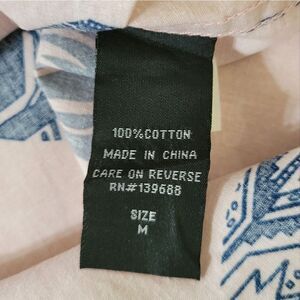 100%COTTON
MADE IN CHINA
CARE ON REVERSE
RN#139688
SIZE
M